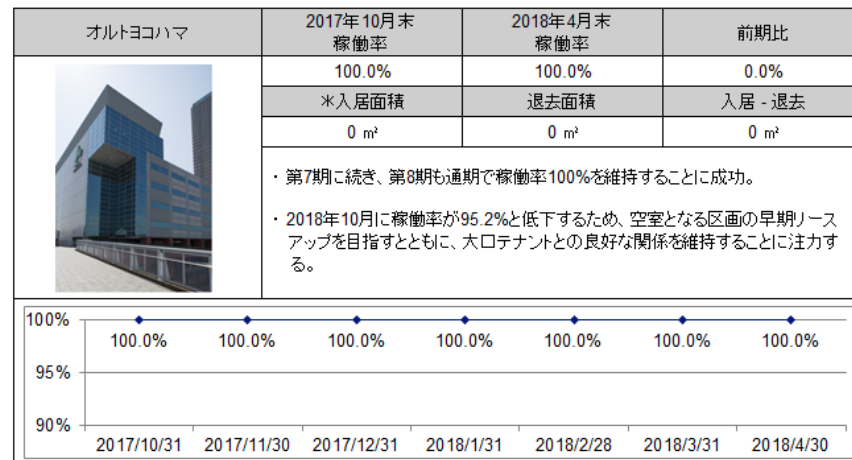 オルトヨコハマ
2017年10月末
稼働率
2018年4月末
稼働率
前期比
100.0%
100.0%
0.0%
*入居面積
退去面積
入居 - 退去
0 ㎡
0 ㎡
0 ㎡
・第7期に続き、第8期も通期で稼働率100%を維持することに成功。
・2018年10月に稼働率が95.2%と低下するため、空室となる区画の早期リース
アップを目指すとともに、大口テナントとの良好な関係を維持することに注力す
る。
100%
100.0%
100.0%
100.0%
100.0%
100.0%
100.0%
100.0%
95%
90%
2017/10/31
2017/11/30
2017/12/31
2018/1/31
2018/2/28
2018/3/31
2018/4/30